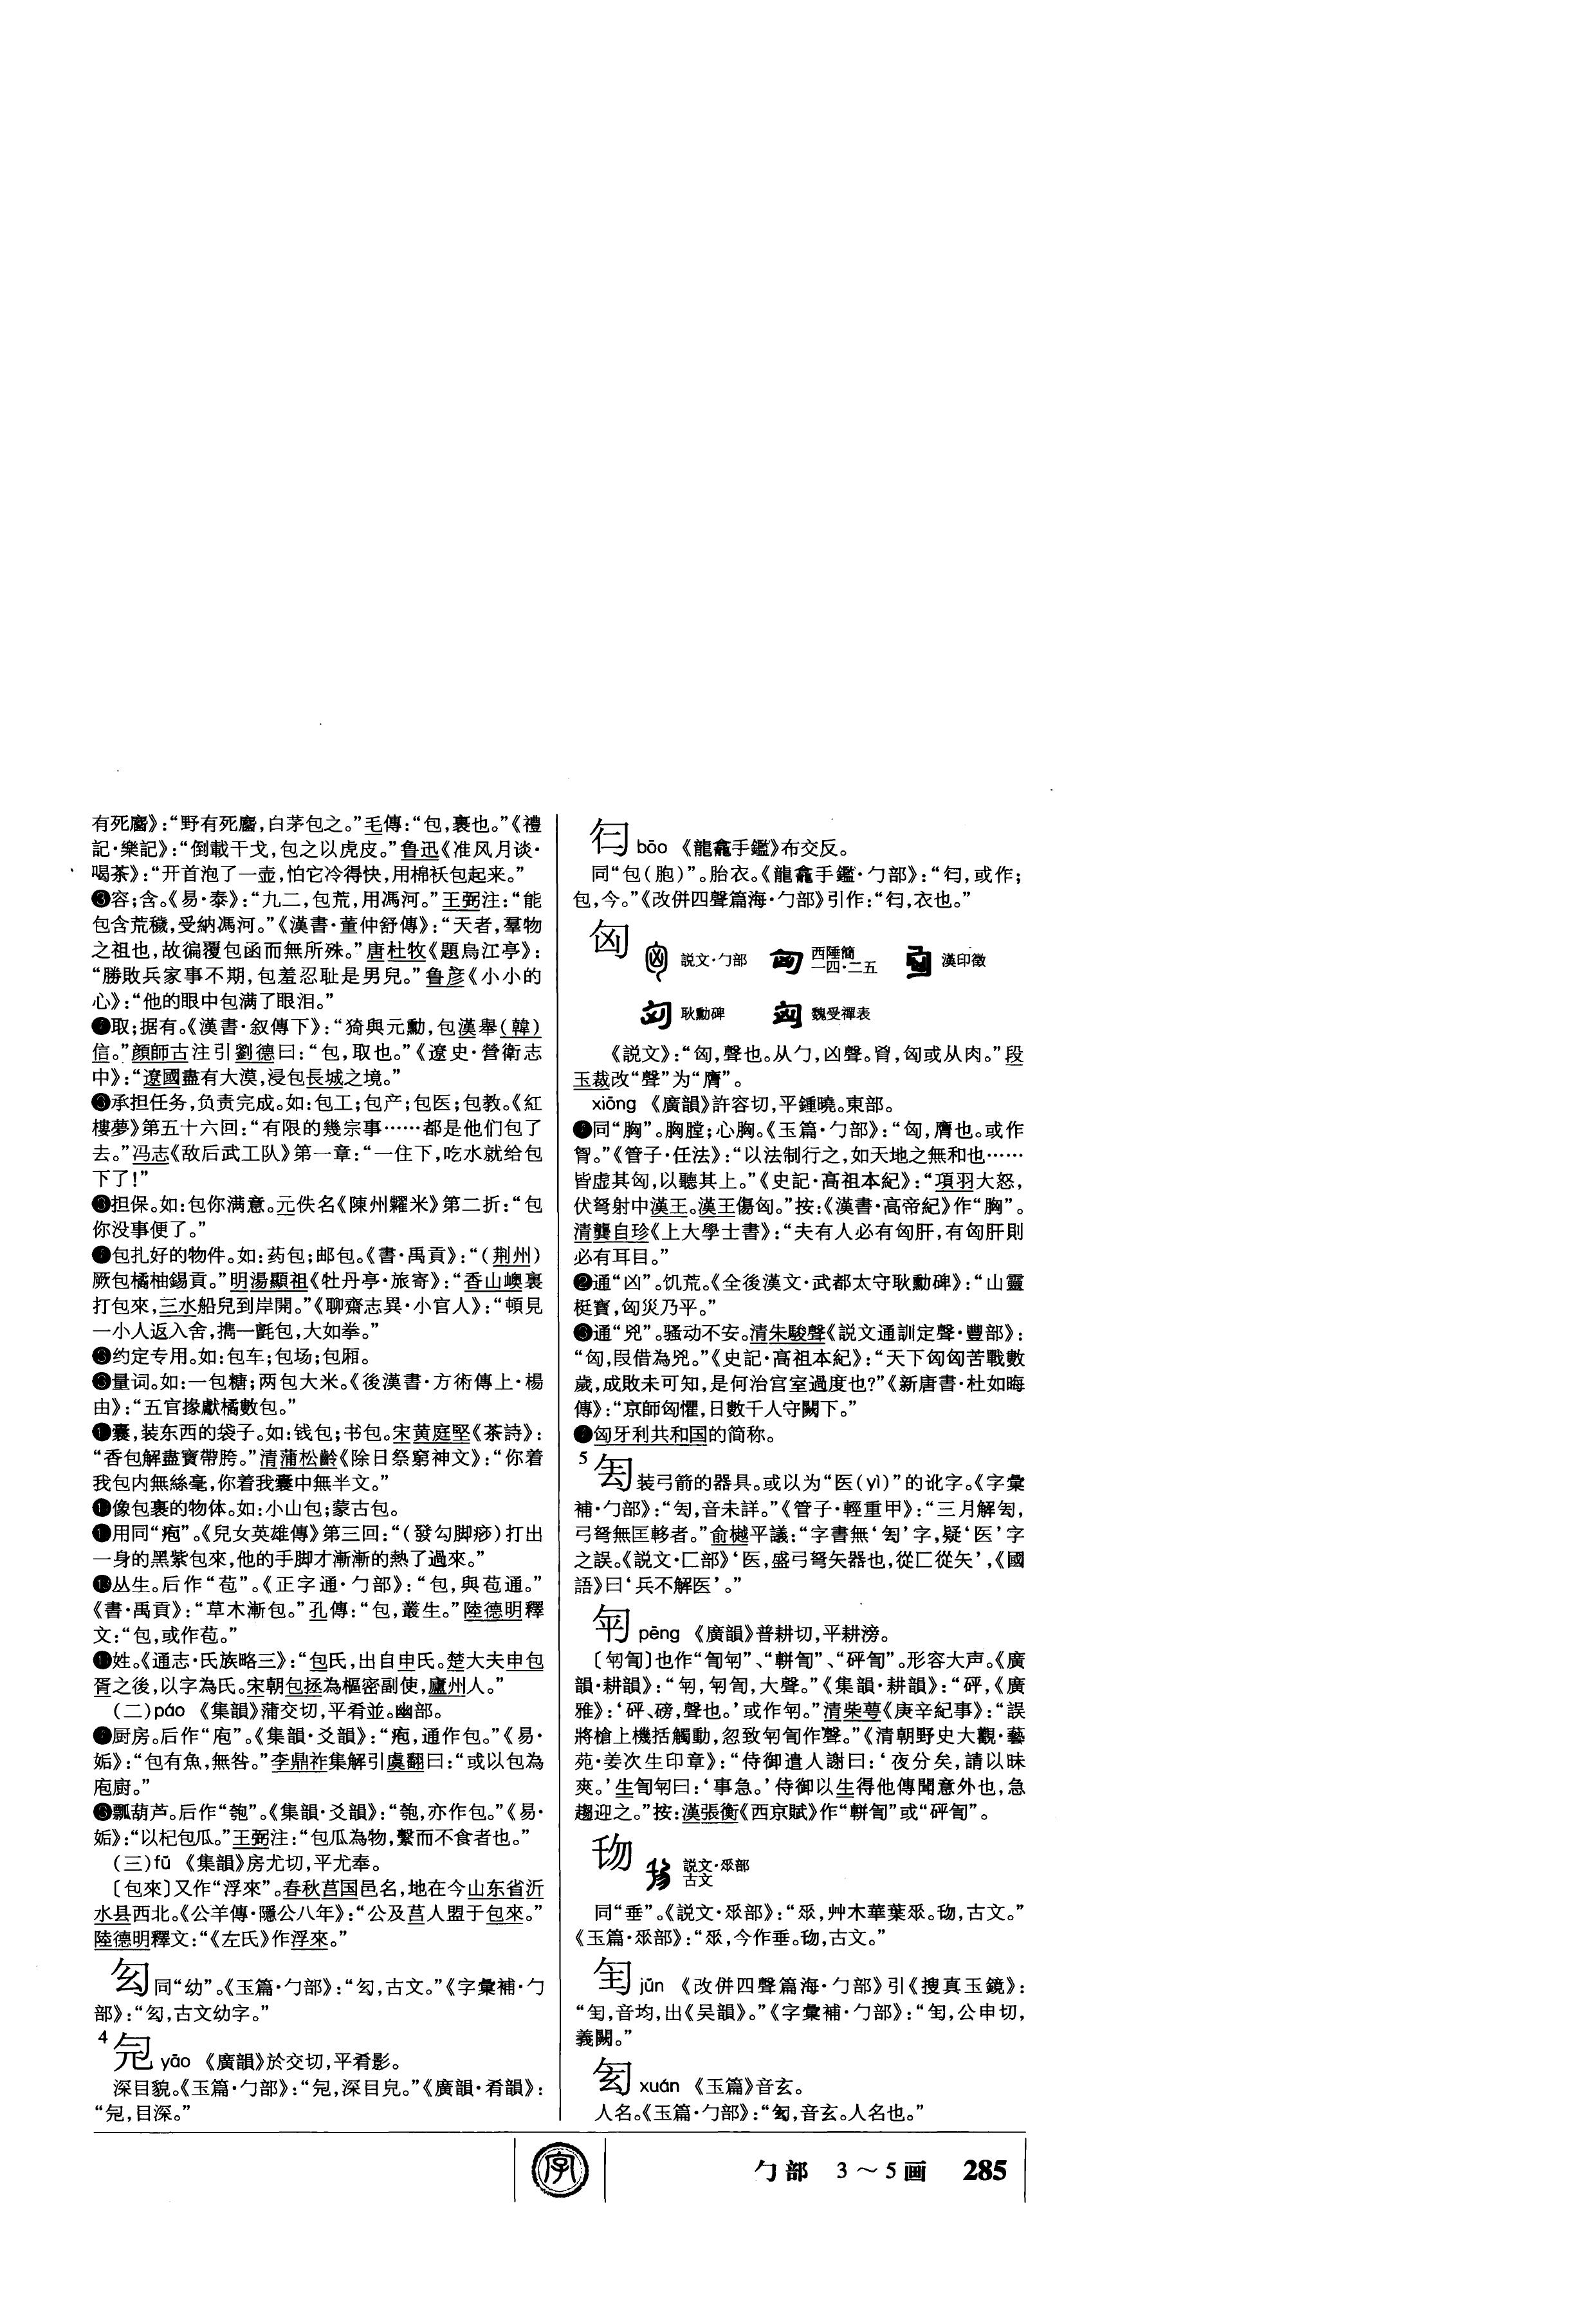 有死麕》：“野有死麕，白茅包之。”毛傳：“包，裹也。”《禮
記·樂記》：“倒載干戈，包之以虎皮。”鲁迅《准风月谈·
喝茶》：“开首泡了一壶，怕它冷得快，用棉袄包起来。”
❸容；含。《易·泰》：“九二，包荒，用馮河。”王弼注：“能
包含荒穢，受納馮河。”《漢書·董仲舒傳》：“天者，羣物
之祖也，故徧覆包函而無所殊。”唐杜牧《題烏江亭》：
“勝敗兵家事不期，包羞忍耻是男兒。”鲁彦《小小的
心》：“他的眼中包满了眼泪。”
取；据有。《漢書·叙傳下》：“猗與元勳，包漢舉（韓）
信。”顔師古注引劉德曰：“包，取也。”《遼史·營衛志
中》：“遼國盡有大漠，浸包長城之境。”
承担任务，负责完成。如：包工；包产；包医；包教。《紅
樓夢》第五十六回：“有限的幾宗事……都是他们包了
去。”冯志《敌后武工队》第一章：“一住下，吃水就给包
下了！”
担保。如：包你满意。元佚名《陳州糶米》第二折：“包
你没事便了。”
包扎好的物件。如：药包；邮包。《書·禹貢》：“（荆州）
厥包橘柚錫貢。”明湯顯祖《牡丹亭·旅寄》：“香山嶴裏
打包來，三水船兒到岸開。”《聊齋志異·小官人》：“頓見
一小人返入舍，擕一氈包，大如拳。”
约定专用。如：包车；包场；包厢。
量词。如：一包糖；两包大米。《後漢書·方術傳上·楊
由》：“五官掾獻橘數包。”
囊，装东西的袋子。如：钱包；书包。宋黄庭堅《茶詩》：
“香包解盡寶帶胯。”清蒲松齡《除日祭窮神文》：“你着
我包内無絲毫，你着我囊中無半文。”
像包裹的物体。如：小山包；蒙古包。
用同“疱”。《兒女英雄傳》第三回：“（發勾脚痧）打出
一身的黑紫包來，他的手脚才漸漸的熱了過來。”
丛生。后作“苞”。《正字通·勹部》：“包，與苞通。”
《書·禹貢》：“草木漸包。”孔傳：“包，叢生。”陸德明釋
文：“包，或作苞。”
姓。《通志·氏族略三》：“包氏，出自申氏。楚大夫申包
胥之後，以字為氏。宋朝包拯為樞密副使，廬州人。”
（二）páo 《集韻》蒲交切，平肴並。幽部。
厨房。后作“庖”。《集韻·爻韻》：“庖，通作包。”《易·
姤》：“包有魚，無咎。”李鼎祚集解引虞翻曰：“或以包為
庖廚。”
瓢葫芦。后作“匏”。《集韻·爻韻》：“匏，亦作包。”《易·
姤》：“以杞包瓜。”王弼注：“包瓜為物，繫而不食者也。”
（三）fū 《集韻》房尤切，平尤奉。
〔包來〕又作“浮來”。春秋莒国邑名，地在今山东省沂
水县西北。《公羊傳·隱公八年》：“公及莒人盟于包來。”
陸德明釋文：“《左氏》作浮來。”
同“幼”。《玉篇·勹部》：“，古文。”《字彙補·勹
部》：“，古文幼字。”
4
yāo 《廣韻》於交切，平肴影。
深目貌。《玉篇·勹部》：“，深目皃。”《廣韻·肴韻》：
“，目深。”
bāo 《龍龕手鑑》布交反。
同“包（胞）”。胎衣。《龍龕手鑑·勹部》：“，或作；
包，今。”《改併四聲篇海·勹部》引作：“，衣也。”
匈 説文·勹部 西陲簡一四·二五 漢印徵
耿勳碑 魏受禪表
《説文》：“匈，聲也。从勹，凶聲。胷，匈或从肉。”段
玉裁改“聲”为“膺”。
xiōng 《廣韻》許容切，平鍾曉。東部。
同“胸”。胸膛；心胸。《玉篇·勹部》：“匈，膺也。或作
胷。”《管子·任法》：“以法制行之，如天地之無和也……
皆虚其匈，以聽其上。”《史記·高祖本紀》：“項羽大怒，
伏弩射中漢王。漢王傷匈。”按：《漢書·高帝紀》作“胸”。
清龔自珍《上大學士書》：“夫有人必有匈肝，有匈肝則
必有耳目。”
❷通“凶”。饥荒。《全後漢文·武都太守耿勳碑》：“山靈
梃寶，匈災乃平。”
❸通“兇”。骚动不安。清朱駿聲《説文通訓定聲·豐部》：
“匈，叚借為兇。”《史記·高祖本紀》：“天下匈匈苦戰數
歲，成敗未可知，是何治宫室過度也？”《新唐書·杜如晦
傳》：“京師匈懼，日數千人守闕下。”
匈牙利共和国的简称。
5
装弓箭的器具。或以为“医（yì）”的讹字。《字彙
補·勹部》：“，音未詳。”《管子·輕重甲》：“三月解，
弓弩無匡軫者。”俞樾平議：“字書無‘’字，疑‘医’字
之誤。《説文·匚部》‘医，盛弓弩矢器也，從匚從矢’，《國
語》曰‘兵不解医’。”
匉 pēng 《廣韻》普耕切，平耕滂。
〔匉訇〕也作“訇匉”、“軯訇”、“砰訇”。形容大声。《廣
韻·耕韻》：“匉，匉訇，大聲。”《集韻·耕韻》：“砰，《廣
雅》：‘砰、磅，聲也。’或作匉。”清柴萼《庚辛紀事》：“誤
將槍上機括觸動，忽致匉訇作聲。”《清朝野史大觀·藝
苑·姜次生印章》：“侍御遣人謝曰：‘夜分矣，請以昧
爽。’生訇匉曰：‘事急。’侍御以生得他傳聞意外也，急
趨迎之。”按：漢張衡《西京賦》作“軯訇”或“砰訇”。
説文·𠂹部古文
同“垂”。《説文·𠂹部》：“𠂹，艸木華葉𠂹。，古文。”
《玉篇·𠂹部》：“𠂹，今作垂。，古文。”
jūn 《改併四聲篇海·勹部》引《搜真玉鏡》：
“，音均，出《吴韻》。”《字彙補·勹部》：“，公申切，
義闕。”
xuán 《玉篇》音玄。
人名。《玉篇·勹部》：“，音玄。人名也。”
字
勹部 3～5画 285